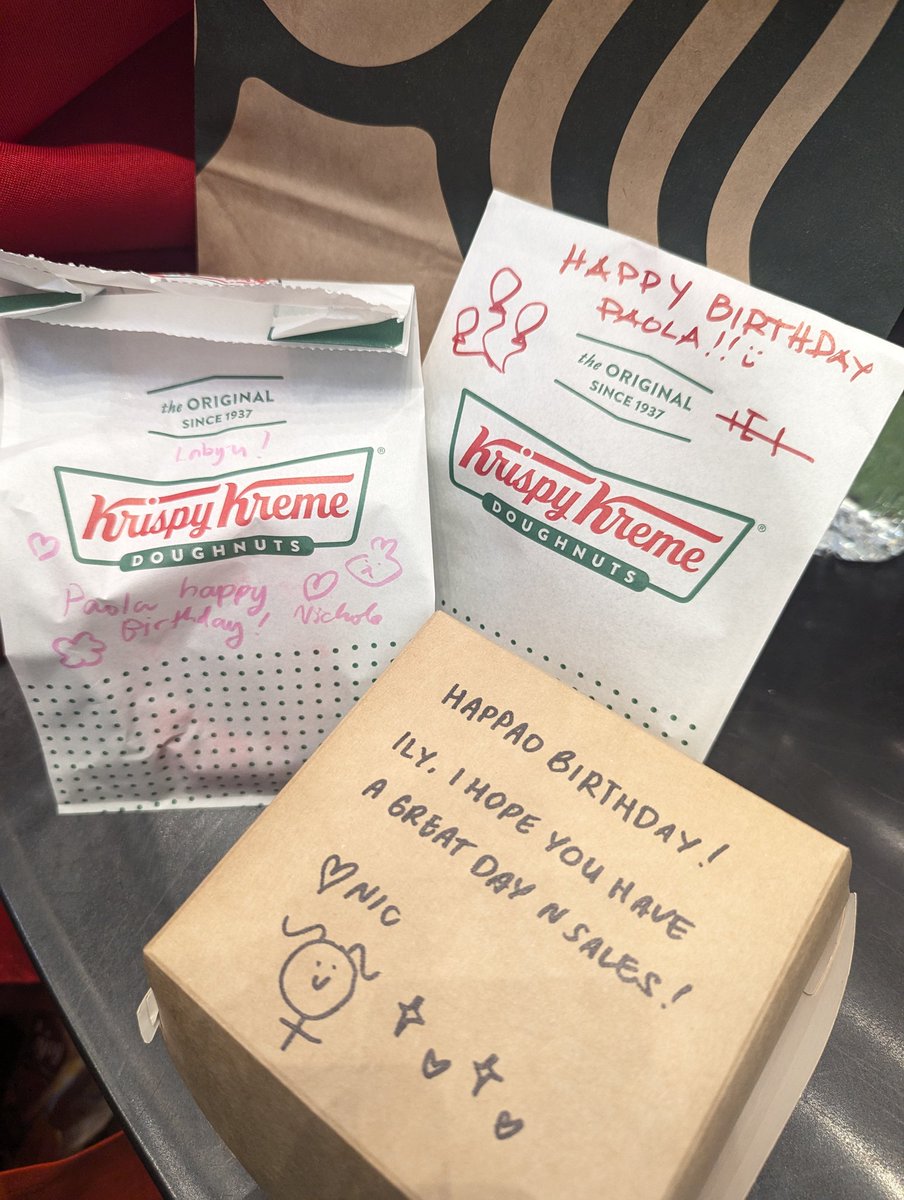 the ORIGINAL
SINCE 1937
Krispy Kreme®
DOUGHNUTS
Paola happy
Birthday!
HAPPY BIRTHDAY
PAOLA!!
the ORIGINAL
SINCE 1937
Krispy Kreme®
DOUGHNUTS
HAPPAO BIRTHDAY!
ILY. I HOPE YOU HAVE
A GREAT DAY N SALES!
NIC